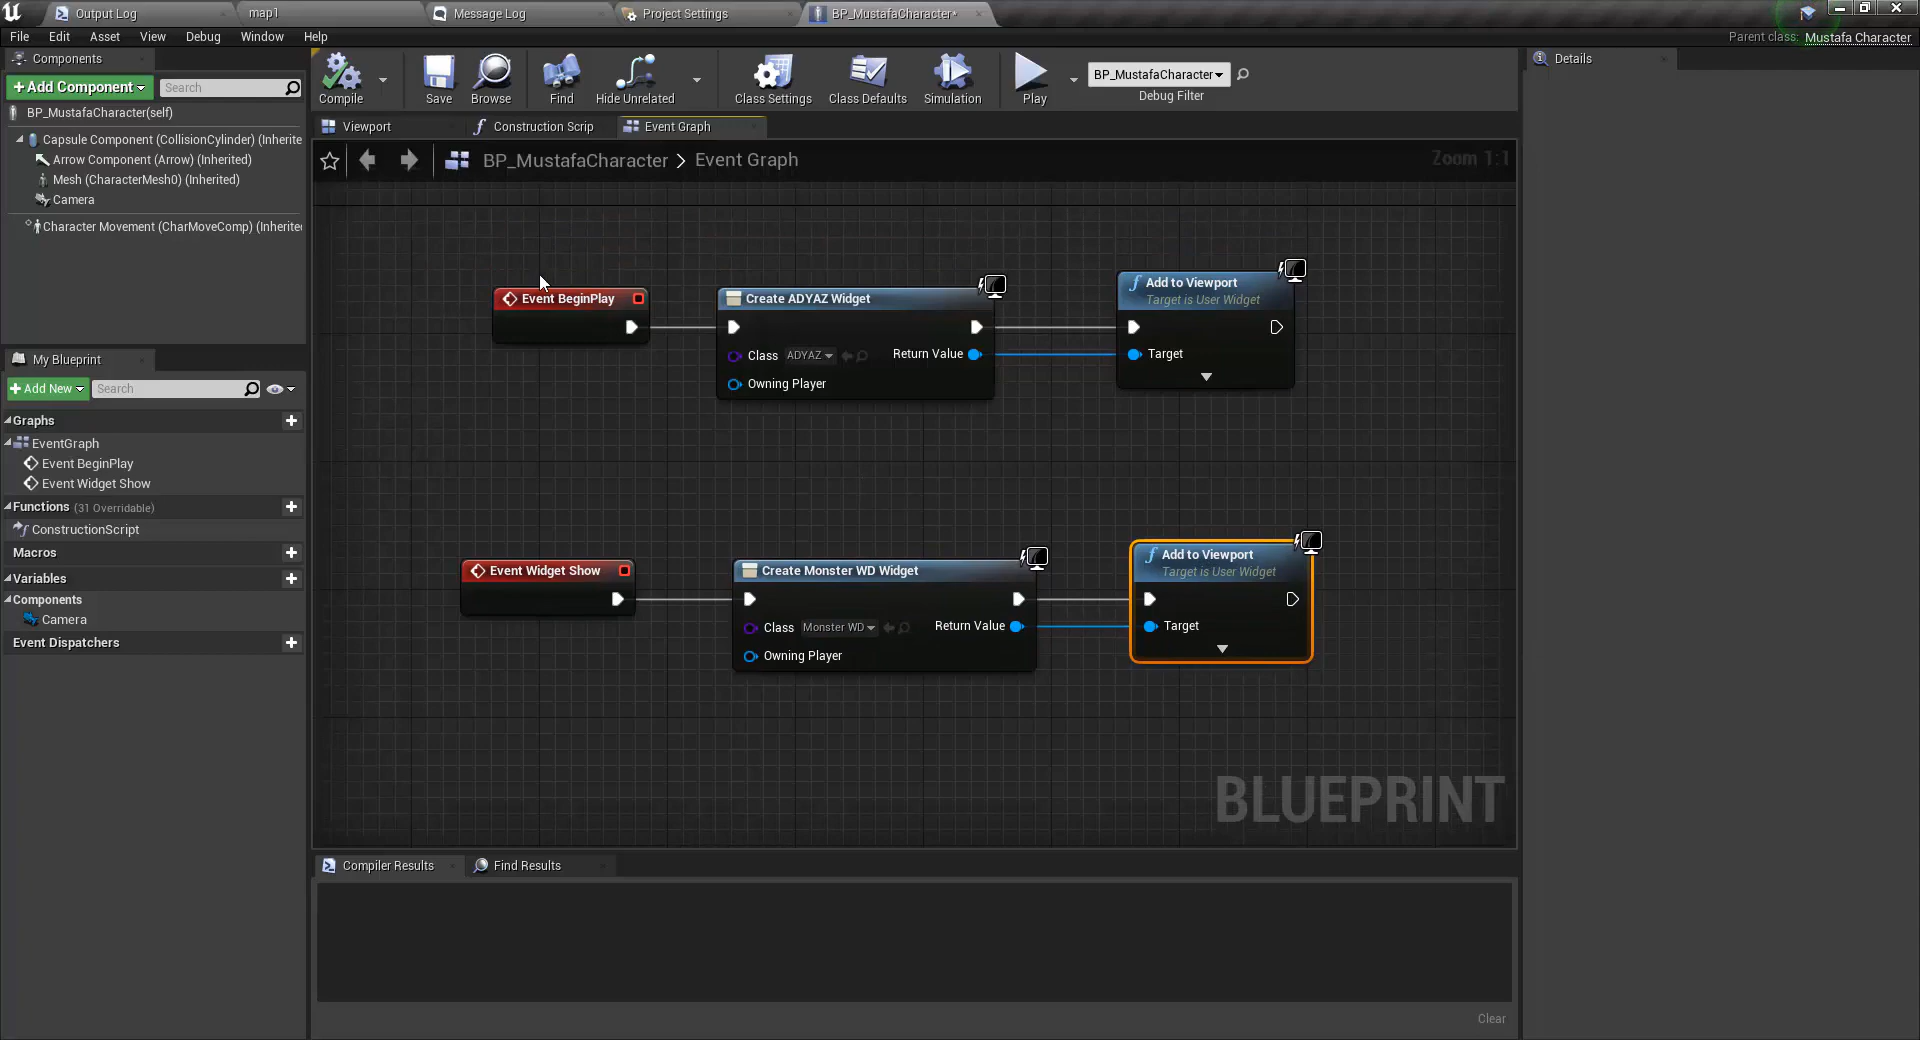 Output Log
map1
Message Log
Project Settings
BP_MustafaCharacter*
File Edit Asset View Debug Window Help
Parent class: Mustafa Character
Components
Add Component
Search
BP_MustafaCharacter(self)
Capsule Component (CollisionCylinder) (Inherite
Arrow Component (Arrow) (Inherited)
Mesh (CharacterMesh0) (Inherited)
Camera
Character Movement (CharMoveComp) (Inherite
Compile
Save
Browse
Find
Hide Unrelated
Class Settings
Class Defaults
Simulation
Play
BP_MustafaCharacter
Debug Filter
Viewport
Construction Scrip
Event Graph
BP_MustafaCharacter > Event Graph
Zoom 1:1
Event BeginPlay
Create ADYAZ Widget
Class ADYAZ
Return Value
Owning Player
Add to Viewport
Target is User Widget
Target
Event Widget Show
Create Monster WD Widget
Class Monster WD
Return Value
Owning Player
Add to Viewport
Target is User Widget
Target
BLUEPRINT
My Blueprint
Add New
Search
Graphs
EventGraph
Event BeginPlay
Event Widget Show
Functions (31 Overridable)
ConstructionScript
Macros
Variables
Components
Camera
Event Dispatchers
Compiler Results
Find Results
Clear
Details